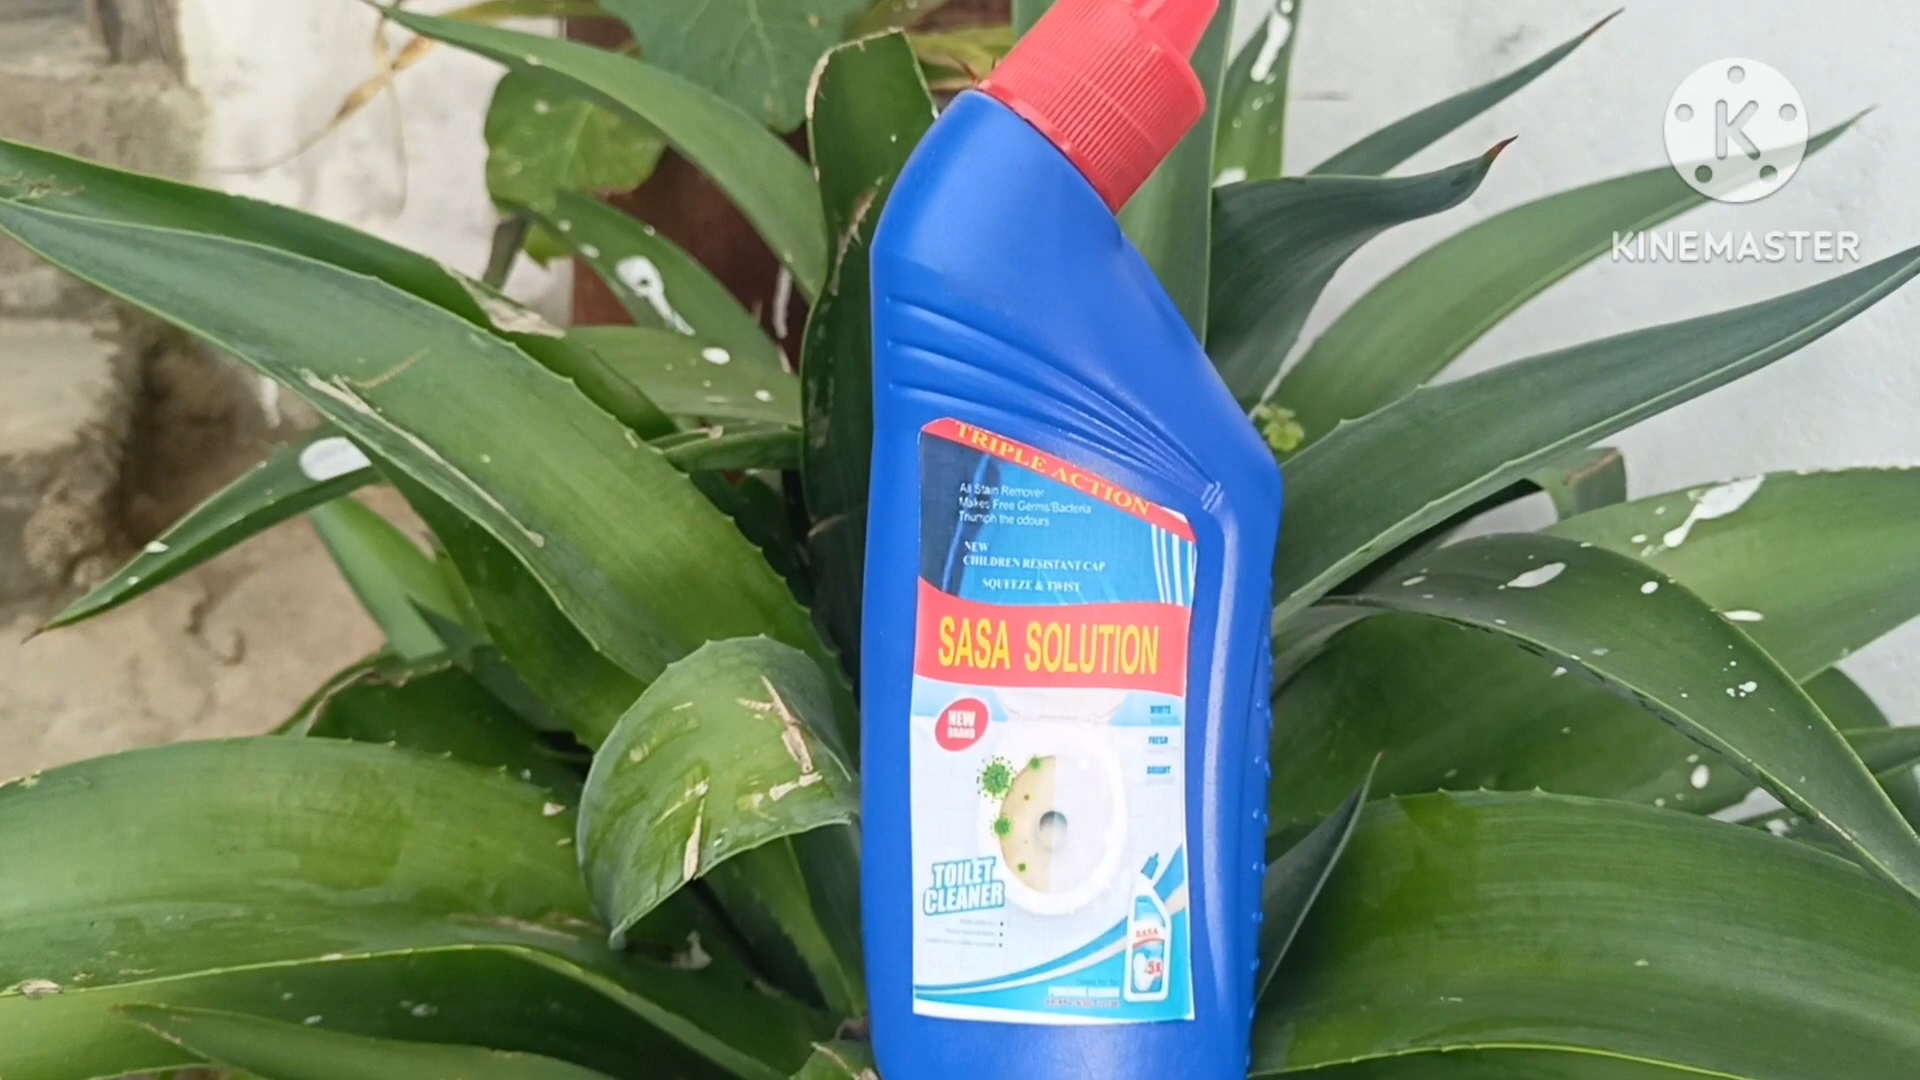 KINEMASTER
TRIPLE ACTION
All Stain Remover
Makes Free Germs/Bacteria
Triumph the odours
NEW
CHILDREN RESISTANT CAP
SQUEEZE & TWIST
SASA SOLUTION
NEW
BRAND
WHITE
FRESH
BRIGHT
TOILET
CLEANER
SASA
5X